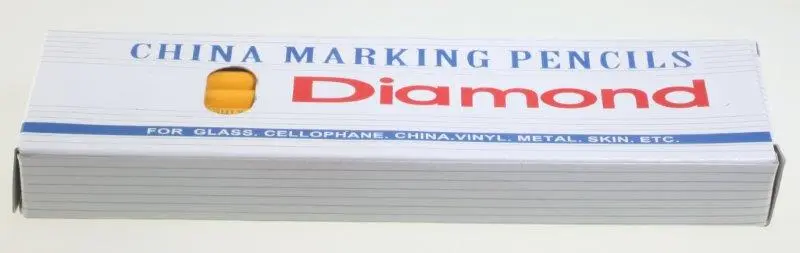 CHINA MARKING PENCILS
Diamond
FOR GLASS. CELLOPHANE. CHINA.VINYL. METAL. SKIN. ETC.